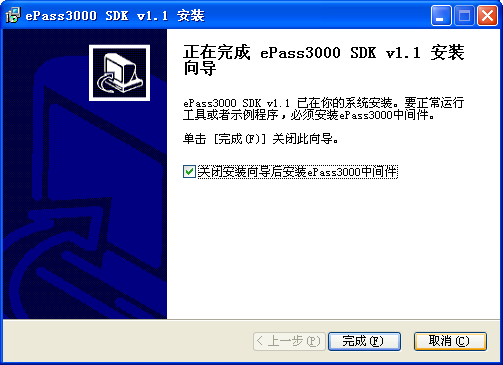 ePass3000 SDK v1.1 安装
正在完成 ePass3000 SDK v1.1 安装
向导
ePass3000 SDK v1.1 已在你的系统安装。要正常运行
工具或者示例程序，必须安装ePass3000中间件。
单击 [完成(F)] 关闭此向导。
关闭安装向导后安装ePass3000中间件
< 上一步(P) 完成(F) 取消(C)